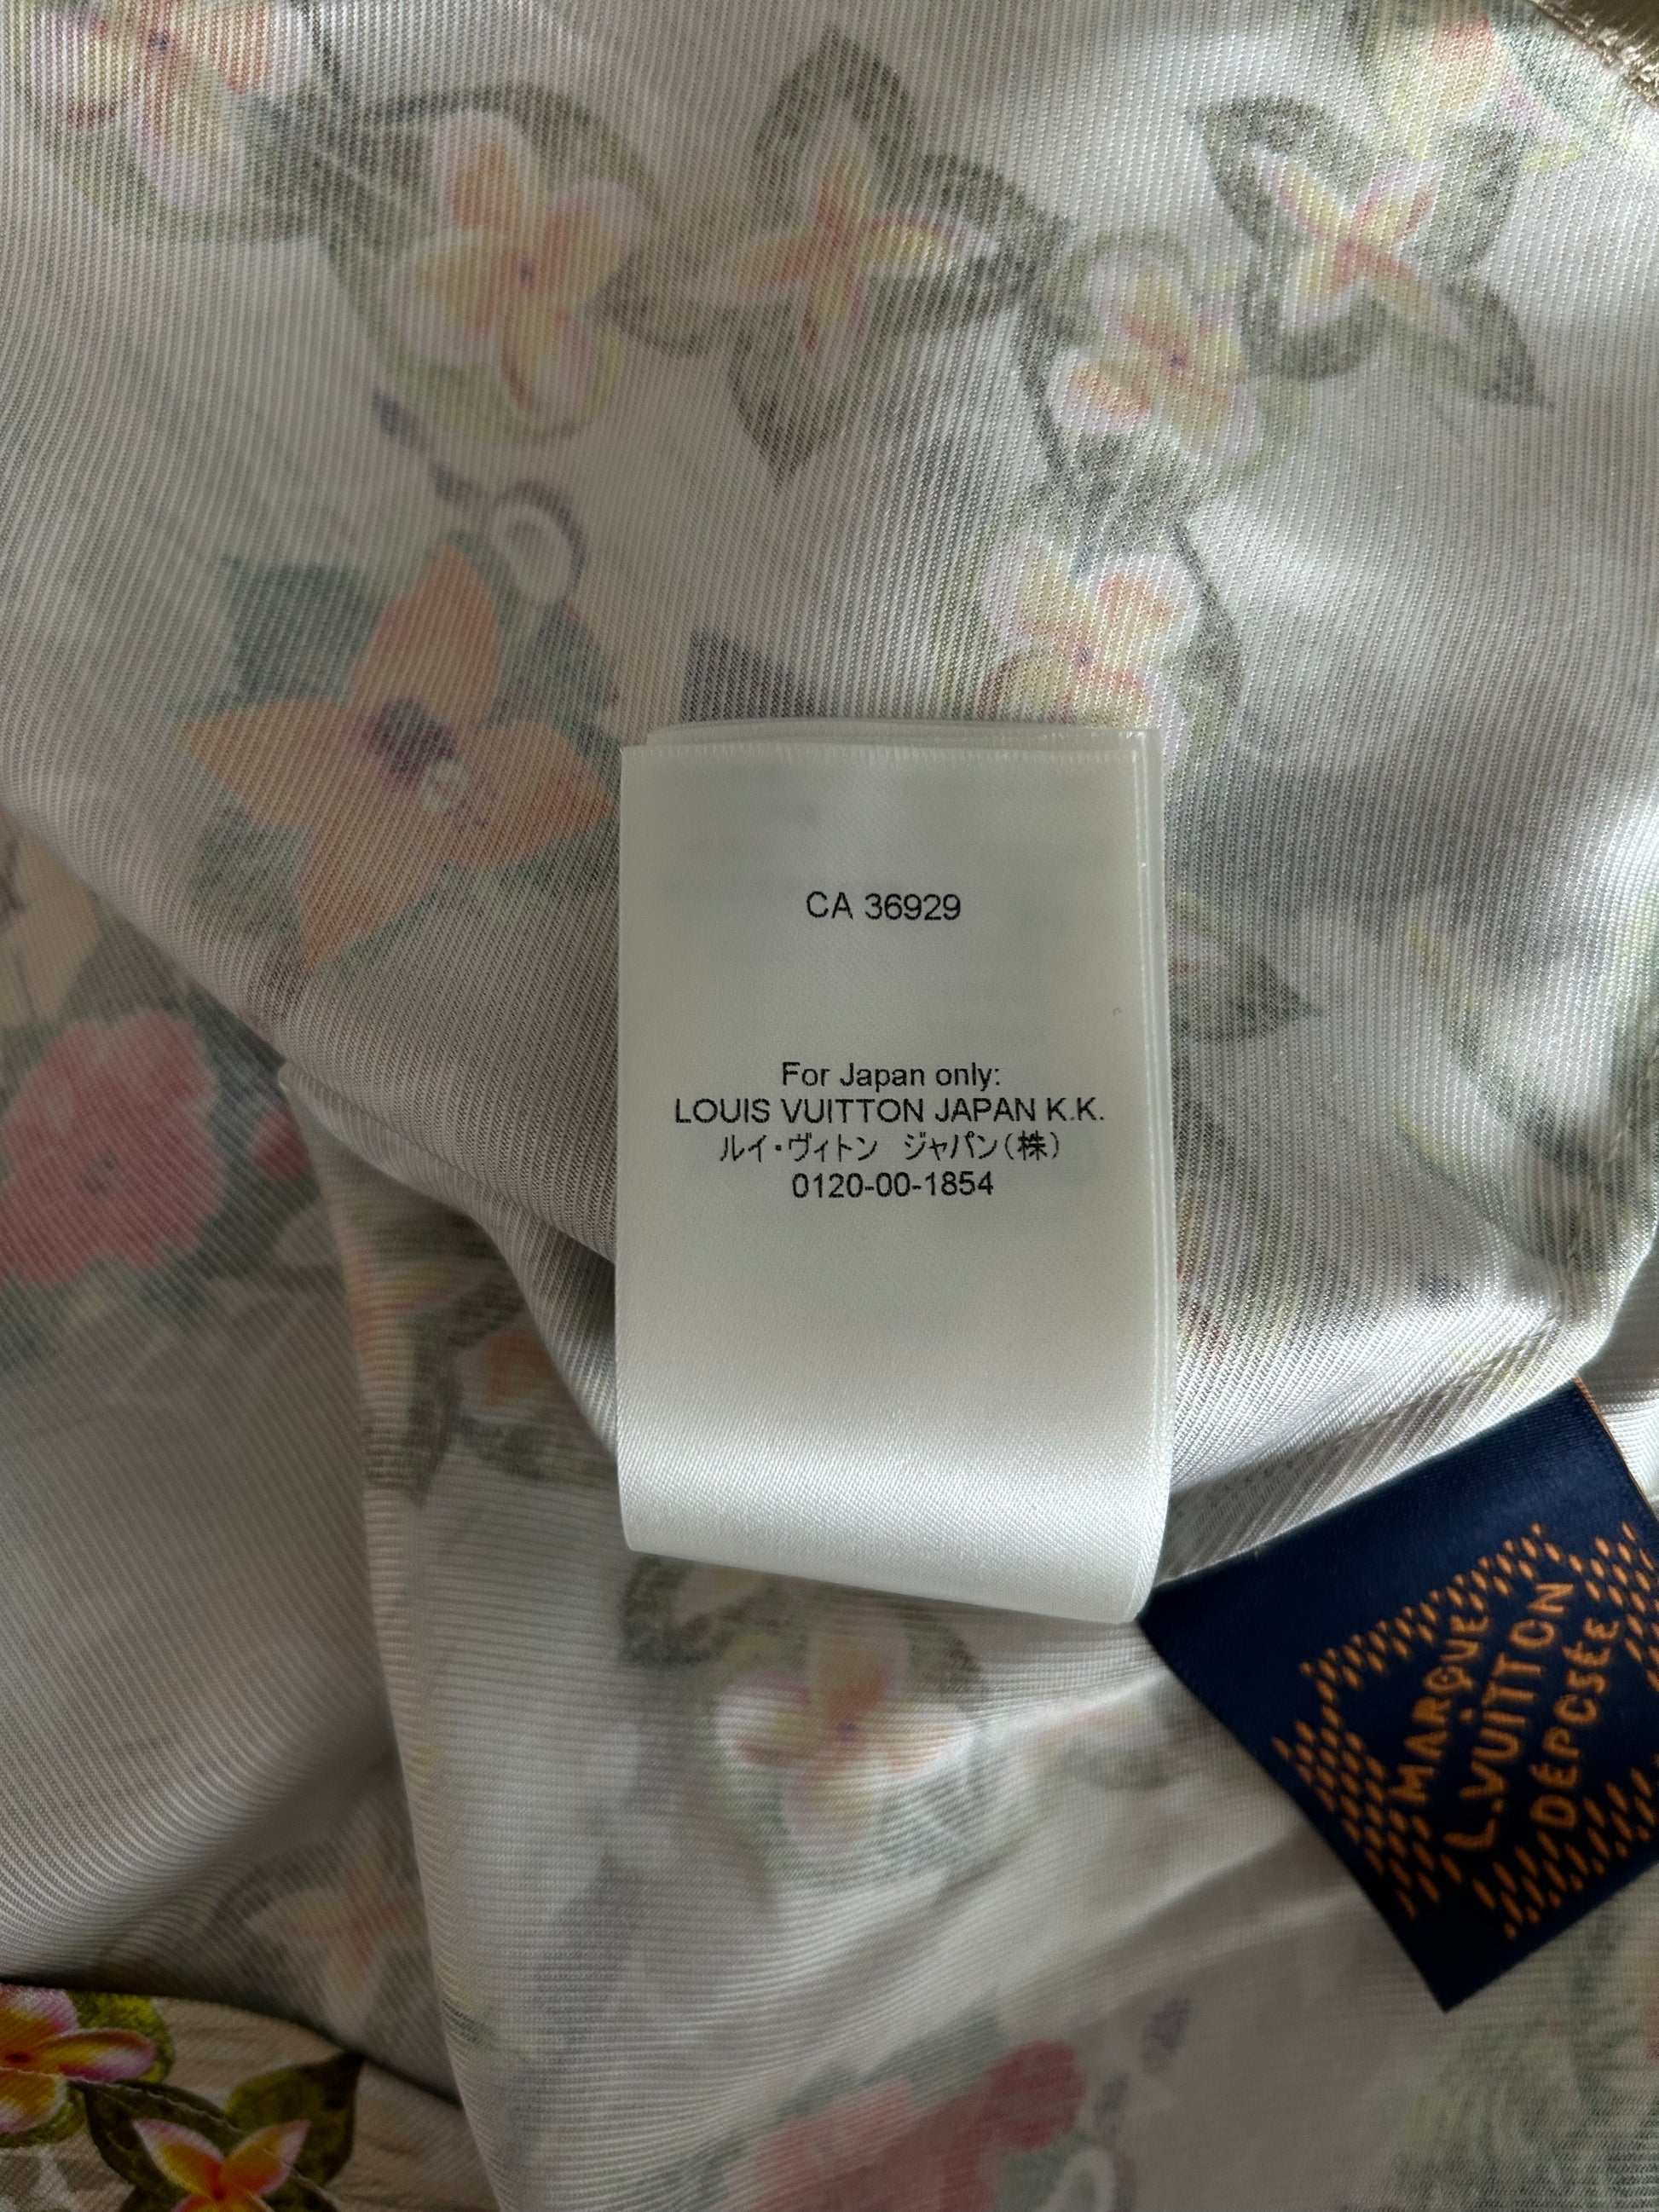 CA 36929
For Japan only:
LOUIS VUITTON JAPAN K.K.
ルイ・ヴィトン ジャパン(株)
0120-00-1854
MARQUE
L.VUITTON
DÉPOSÉE